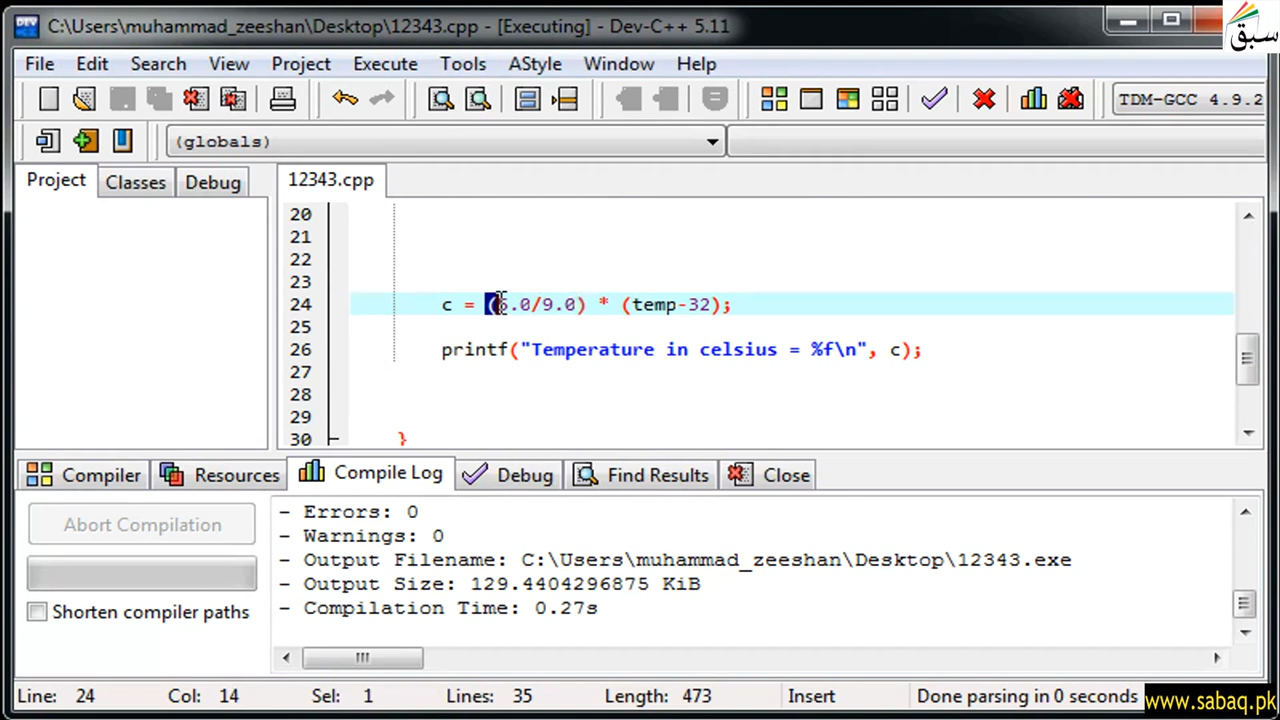 C:\Users\muhammad_zeeshan\Desktop\12343.cpp - [Executing] - Dev-C++ 5.11
سبق
File Edit Search View Project Execute Tools AStyle Window Help
TDM-GCC 4.9.2
(globals)
Project Classes Debug
12343.cpp
20
21
22
23
24 c = (5.0/9.0) * (temp-32);
25
26 printf("Temperature in celsius = %f\n", c);
27
28
29
30 }
Compiler Resources Compile Log Debug Find Results Close
Abort Compilation
Shorten compiler paths
- Errors: 0
- Warnings: 0
- Output Filename: C:\Users\muhammad_zeeshan\Desktop\12343.exe
- Output Size: 129.4404296875 KiB
- Compilation Time: 0.27s
Line: 24 Col: 14 Sel: 1 Lines: 35 Length: 473 Insert Done parsing in 0 seconds
www.sabaq.pk